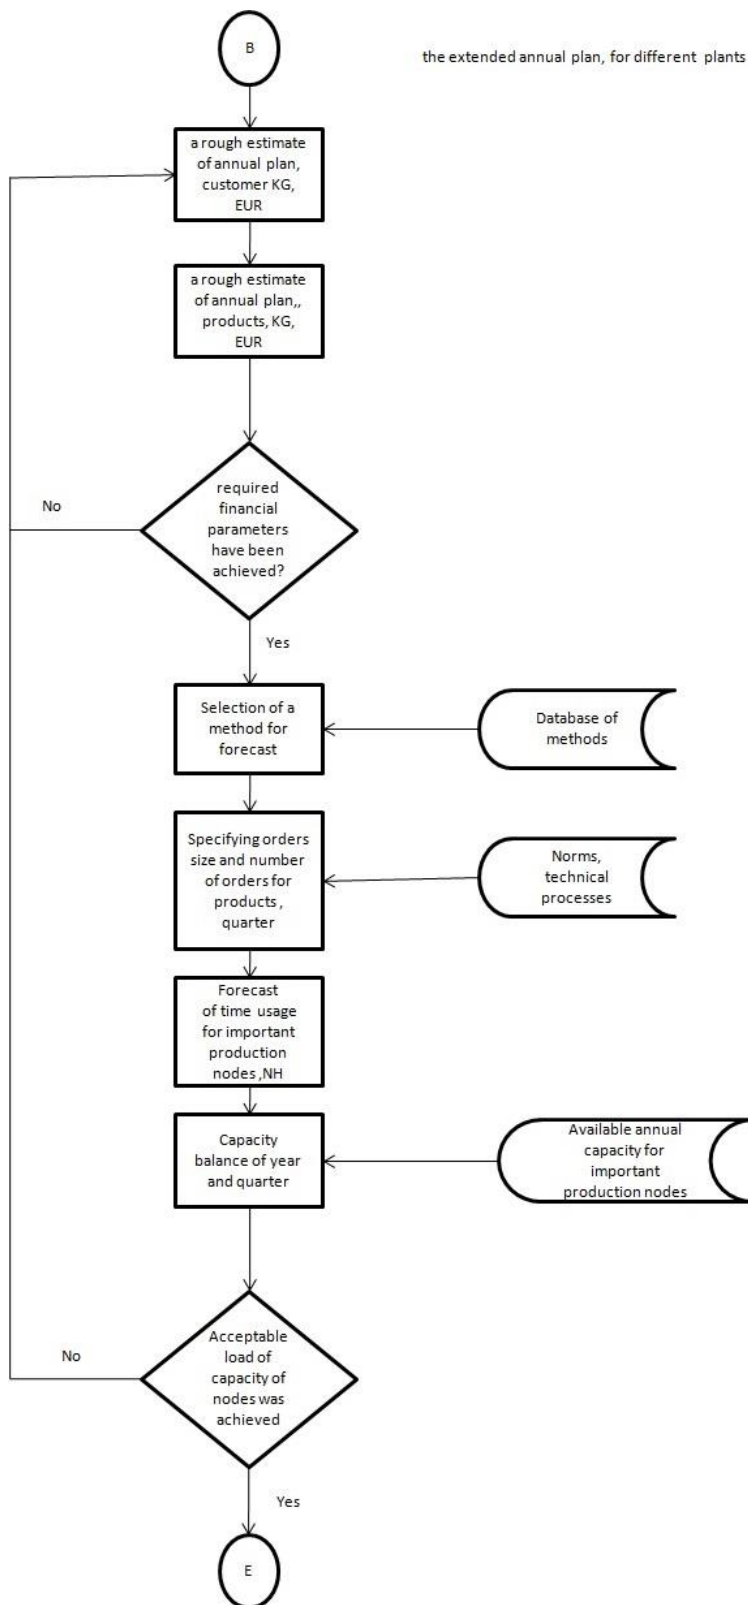 B
the extended annual plan, for different plants
a rough estimate
of annual plan,
customer KG,
EUR
a rough estimate
of annual plan,,
products, KG,
EUR
required
financial
parameters
have been
achieved?
No
Yes
Selection of a
method for
forecast
Database of
methods
Specifying orders
size and number
of orders for
products ,
quarter
Norms,
technical
processes
Forecast
of time usage
for important
production
nodes ,NH
Capacity
balance of year
and quarter
Available annual
capacity for
important
production nodes
Acceptable
load of
capacity of
nodes was
achieved
No
Yes
E